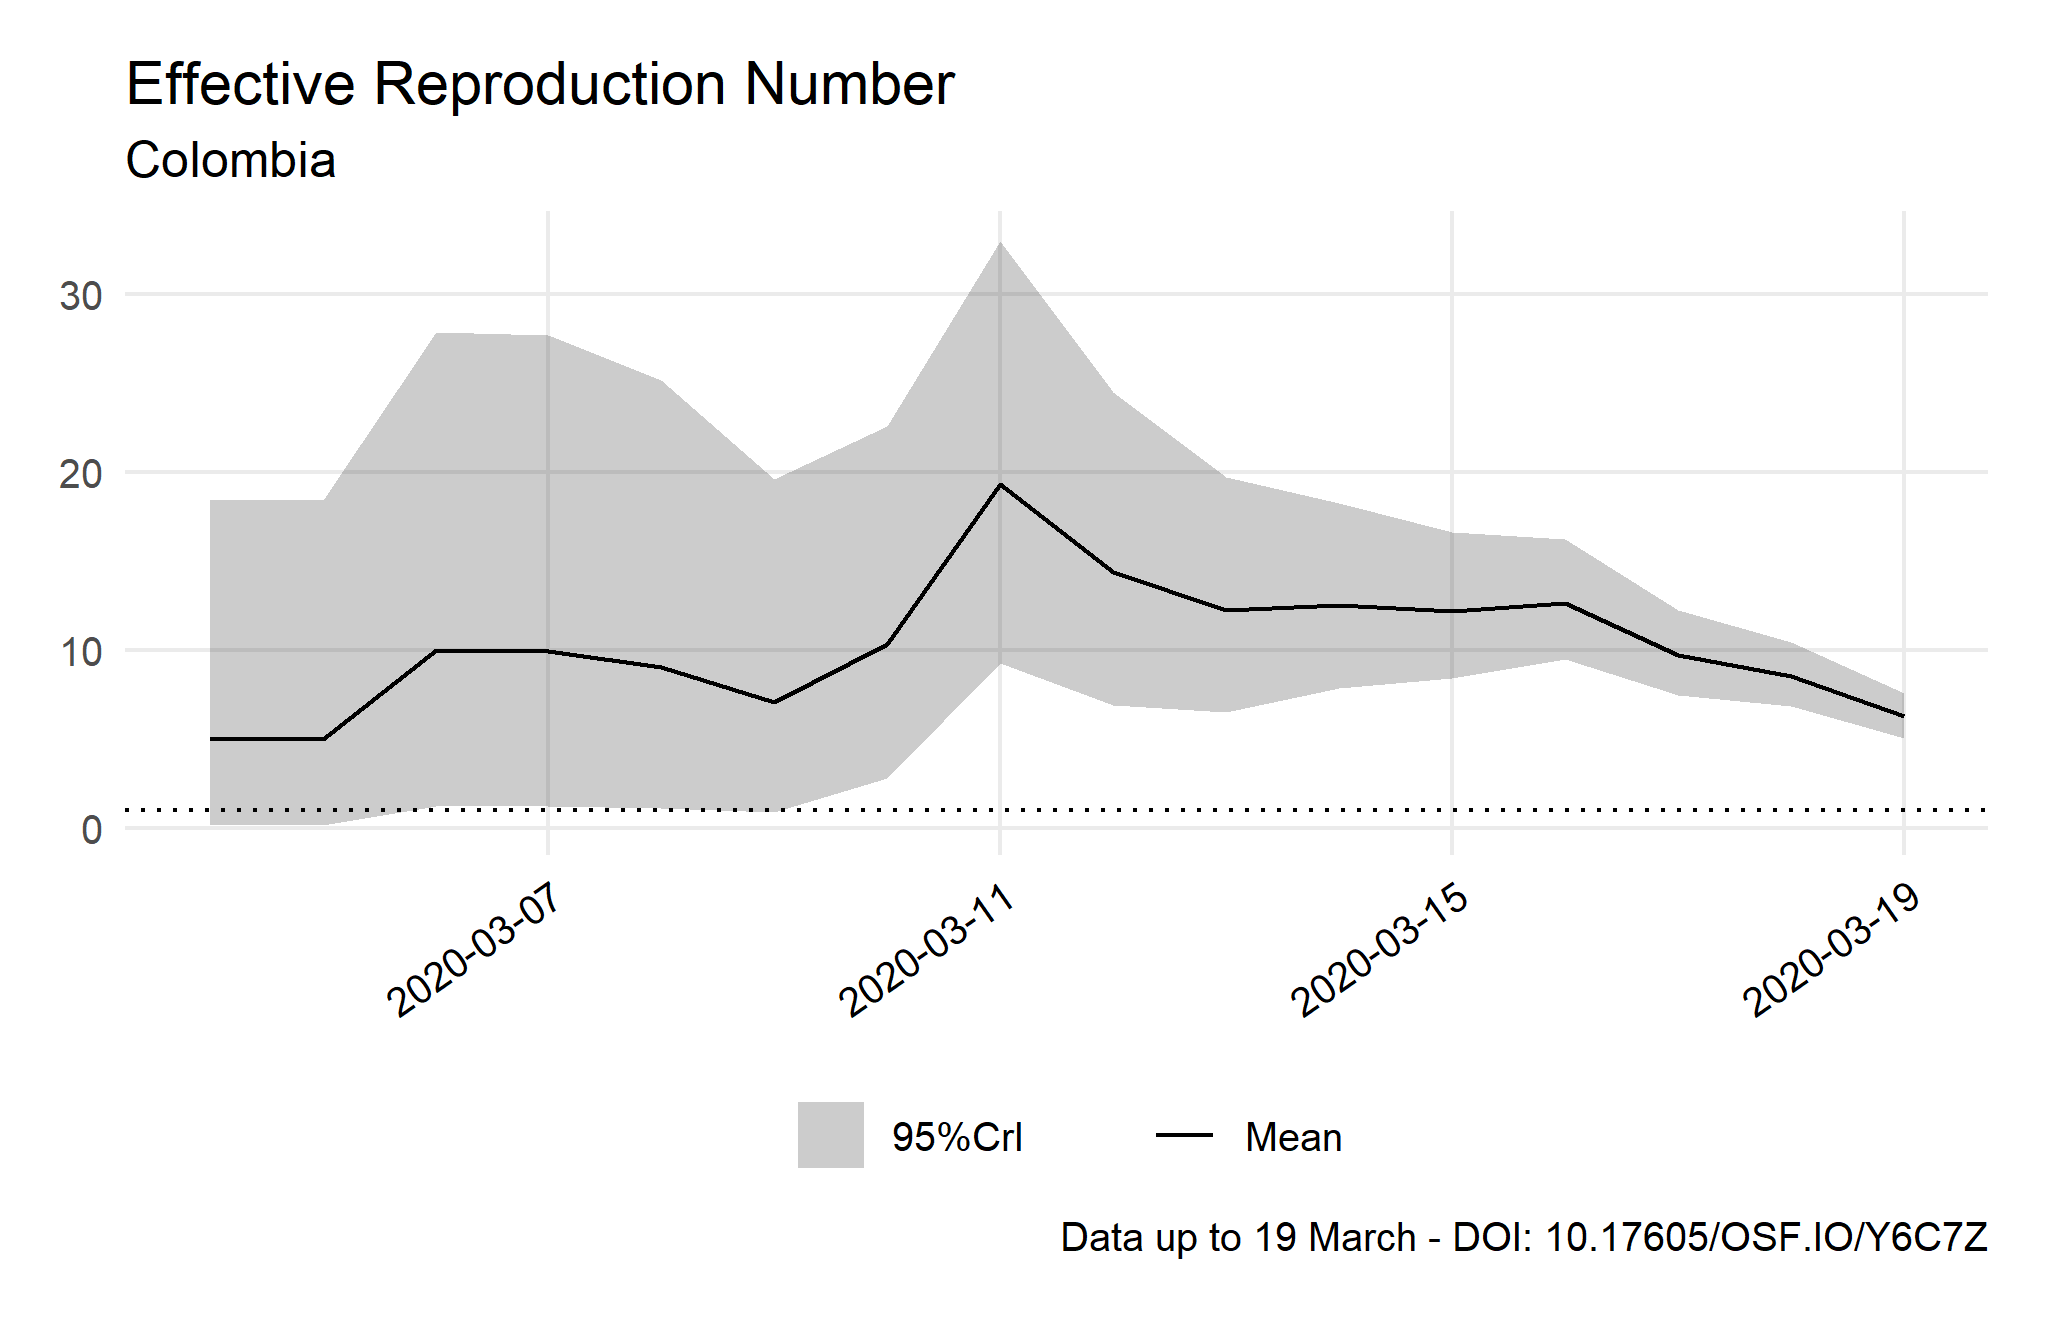 Effective Reproduction Number
Colombia
30
20
10
0
2020-03-07
2020-03-11
2020-03-15
2020-03-19
95%CrI
Mean
Data up to 19 March - DOI: 10.17605/OSF.IO/Y6C7Z